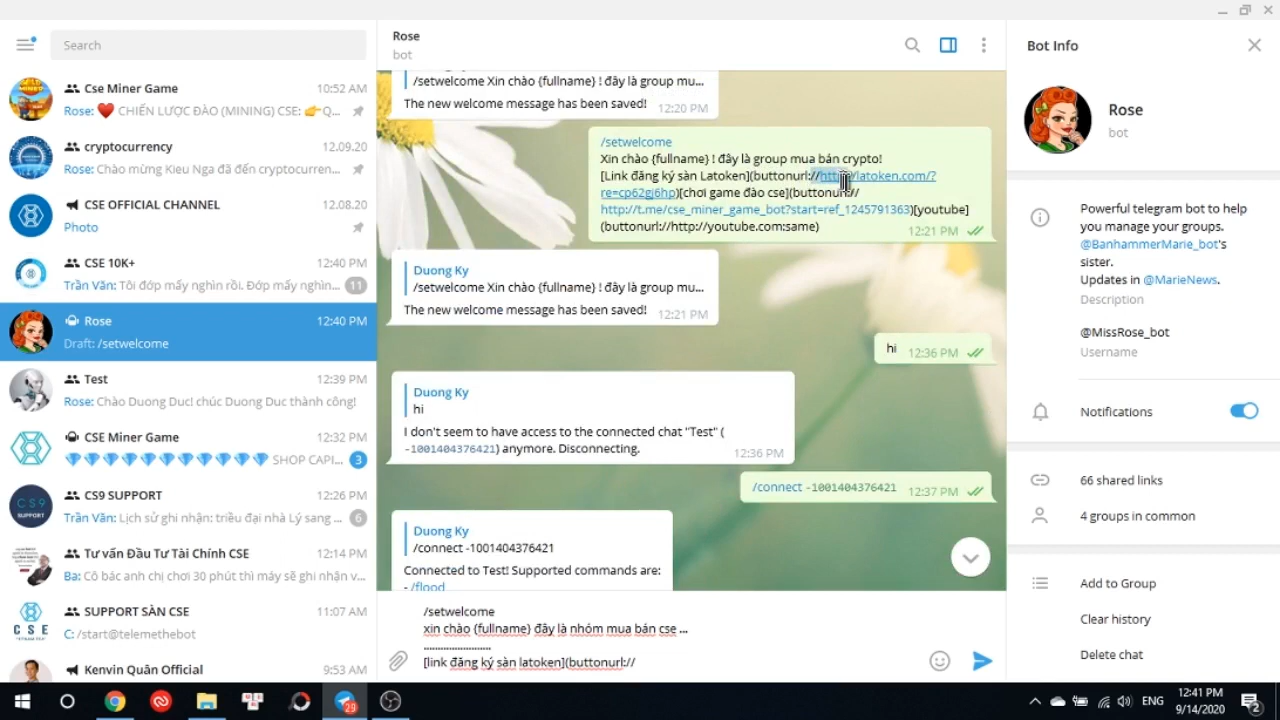 Search
Cse Miner Game
10:52 AM
Rose: ❤️ CHIẾN LƯỢC ĐÀO (MINING) CSE: 👉Q...
cryptocurrency
12.09.20
Rose: Chào mừng Kieu Nga đã đến cryptocurren...
CSE OFFICIAL CHANNEL
12.08.20
Photo
CSE 10K+
12:40 PM
Trần Văn: Tôi đớp mấy nghìn rồi. Đớp mấy nghìn...
11
Rose
12:40 PM
Draft: /setwelcome
Test
12:39 PM
Rose: Chào Duong Duc! chúc Duong Duc thành công!
CSE Miner Game
12:32 PM
💎💎💎💎💎💎💎💎💎💎💎 SHOP CAPI...
3
CS9 SUPPORT
12:26 PM
Trần Văn: Lịch sử ghi nhận: triều đại nhà Lý sang ...
6
CS9
SUPPORT
Tư vấn Đầu Tư Tài Chính CSE
12:14 PM
Ba: Cô bác anh chị chơi 30 phút thì máy sẽ ghi nhận v...
SUPPORT SÀN CSE
11:07 AM
C: /start@telemethebot
CSE
Kenvin Quân Official
9:53 AM
Rose
bot
/setwelcome Xin chào {fullname} ! đây là group mu...
The new welcome message has been saved!
12:20 PM
/setwelcome
Xin chào {fullname} ! đây là group mua bán crypto!
[Link đăng ký sàn Latoken](buttonurl://http://latoken.com/?
re=cp62gj6hp)[chơi game đào cse](buttonurl://
http://t.me/cse_miner_game_bot?start=ref_1245791363)[youtube]
(buttonurl://http://youtube.com:same)
12:21 PM
Duong Ky
/setwelcome Xin chào {fullname} ! đây là group mu...
The new welcome message has been saved!
12:21 PM
hi
12:36 PM
Duong Ky
hi
I don't seem to have access to the connected chat "Test" (
-1001404376421) anymore. Disconnecting.
12:36 PM
/connect -1001404376421
12:37 PM
Duong Ky
/connect -1001404376421
Connected to Test! Supported commands are:
- /flood
/setwelcome
xin chào {fullname} đây là nhóm mua bán cse ...
........................
[link đăng ký sàn latoken](buttonurl://
Bot Info
Rose
bot
Powerful telegram bot to help
you manage your groups.
@BanhammerMarie_bot's
sister.
Updates in @MarieNews.
Description
@MissRose_bot
Username
Notifications
66 shared links
4 groups in common
Add to Group
Clear history
Delete chat
29
ENG
12:41 PM
9/14/2020
2